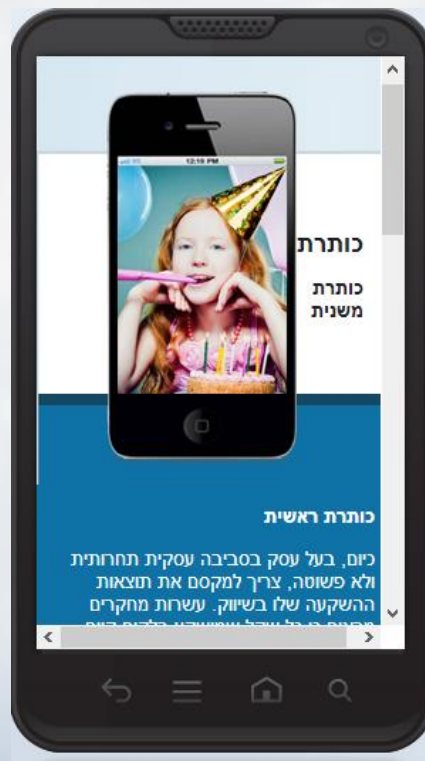 12:19 PM
כותרת
כותרת
משנית
כותרת ראשית
כיום, בעל עסק בסביבה עסקית תחרותית
ולא פשוטה, צריך למקסם את תוצאות
ההשקעה שלו בשיווק. עשרות מחקרים